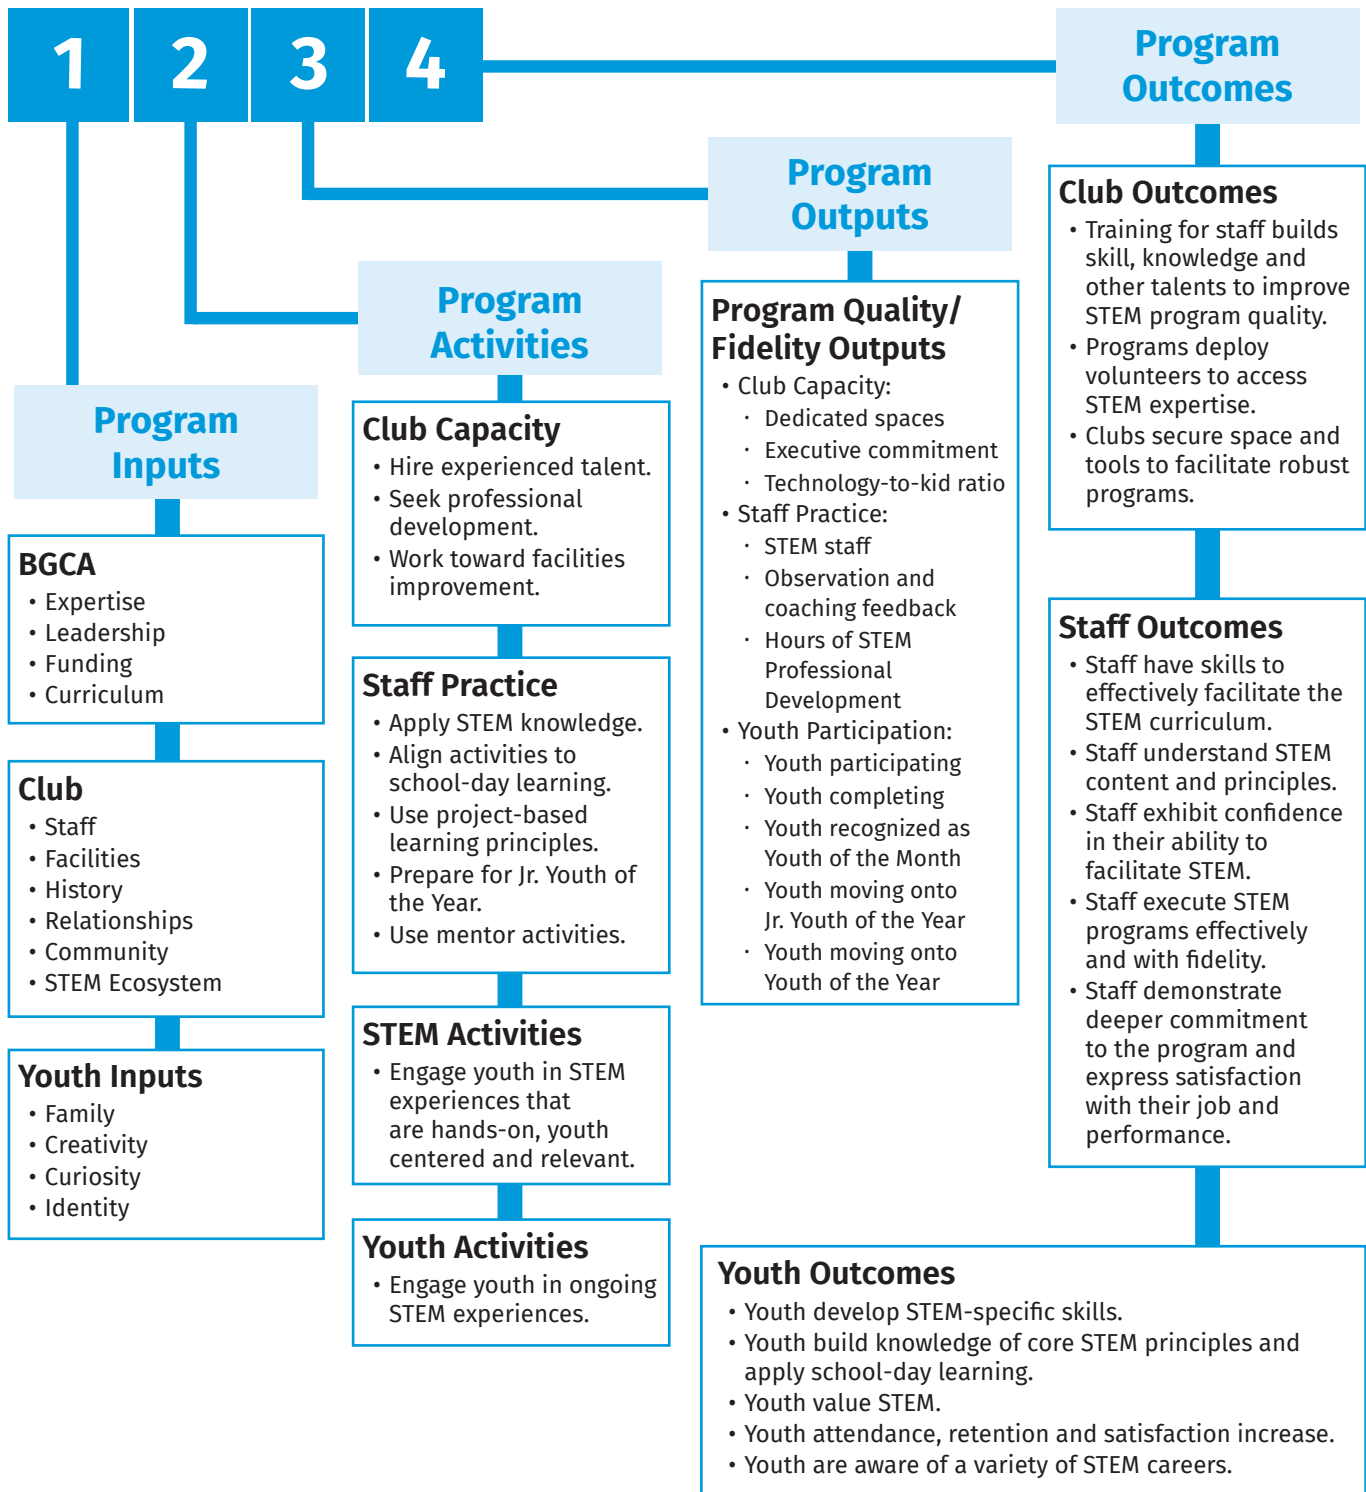 1 2 3 4
Program
Inputs
BGCA
• Expertise
• Leadership
• Funding
• Curriculum
Club
• Staff
• Facilities
• History
• Relationships
• Community
• STEM Ecosystem
Youth Inputs
• Family
• Creativity
• Curiosity
• Identity
Program
Activities
Club Capacity
• Hire experienced talent.
• Seek professional
development.
• Work toward facilities
improvement.
Staff Practice
• Apply STEM knowledge.
• Align activities to
school-day learning.
• Use project-based
learning principles.
• Prepare for Jr. Youth of
the Year.
• Use mentor activities.
STEM Activities
• Engage youth in STEM
experiences that
are hands-on, youth
centered and relevant.
Youth Activities
• Engage youth in ongoing
STEM experiences.
Program
Outputs
Program Quality/
Fidelity Outputs
• Club Capacity:
· Dedicated spaces
· Executive commitment
· Technology-to-kid ratio
• Staff Practice:
· STEM staff
· Observation and
coaching feedback
· Hours of STEM
Professional
Development
• Youth Participation:
· Youth participating
· Youth completing
· Youth recognized as
Youth of the Month
· Youth moving onto
Jr. Youth of the Year
· Youth moving onto
Youth of the Year
Program
Outcomes
Club Outcomes
• Training for staff builds
skill, knowledge and
other talents to improve
STEM program quality.
• Programs deploy
volunteers to access
STEM expertise.
• Clubs secure space and
tools to facilitate robust
programs.
Staff Outcomes
• Staff have skills to
effectively facilitate the
STEM curriculum.
• Staff understand STEM
content and principles.
• Staff exhibit confidence
in their ability to
facilitate STEM.
• Staff execute STEM
programs effectively
and with fidelity.
• Staff demonstrate
deeper commitment
to the program and
express satisfaction
with their job and
performance.
Youth Outcomes
• Youth develop STEM-specific skills.
• Youth build knowledge of core STEM principles and
apply school-day learning.
• Youth value STEM.
• Youth attendance, retention and satisfaction increase.
• Youth are aware of a variety of STEM careers.